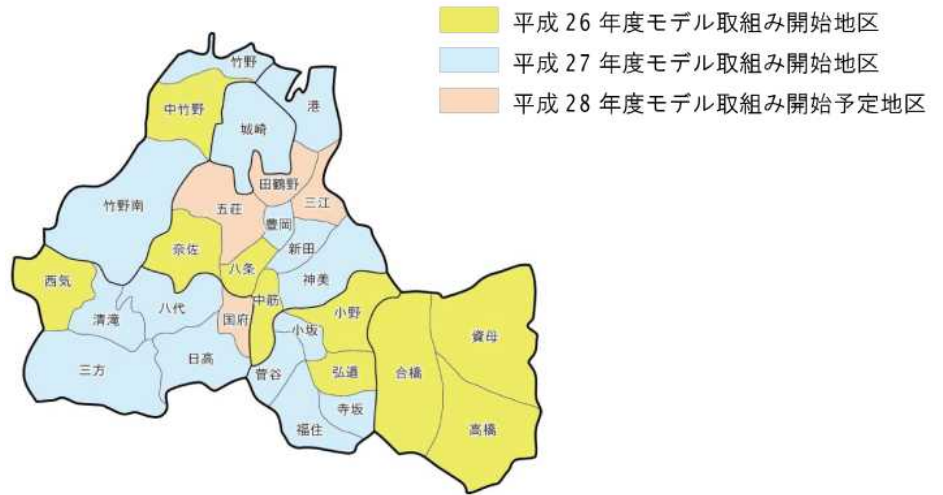 平成 26 年度モデル取組み開始地区
平成 27 年度モデル取組み開始地区
平成 28 年度モデル取組み開始予定地区
竹野
港
中竹野
城崎
田鶴野
三江
竹野南
五荘
豊岡
奈佐
新田
八条
神美
西気
中筋
八代
清滝
国府
小野
小坂
資母
日高
三方
菅谷
弘道
合橋
寺坂
福住
高橋